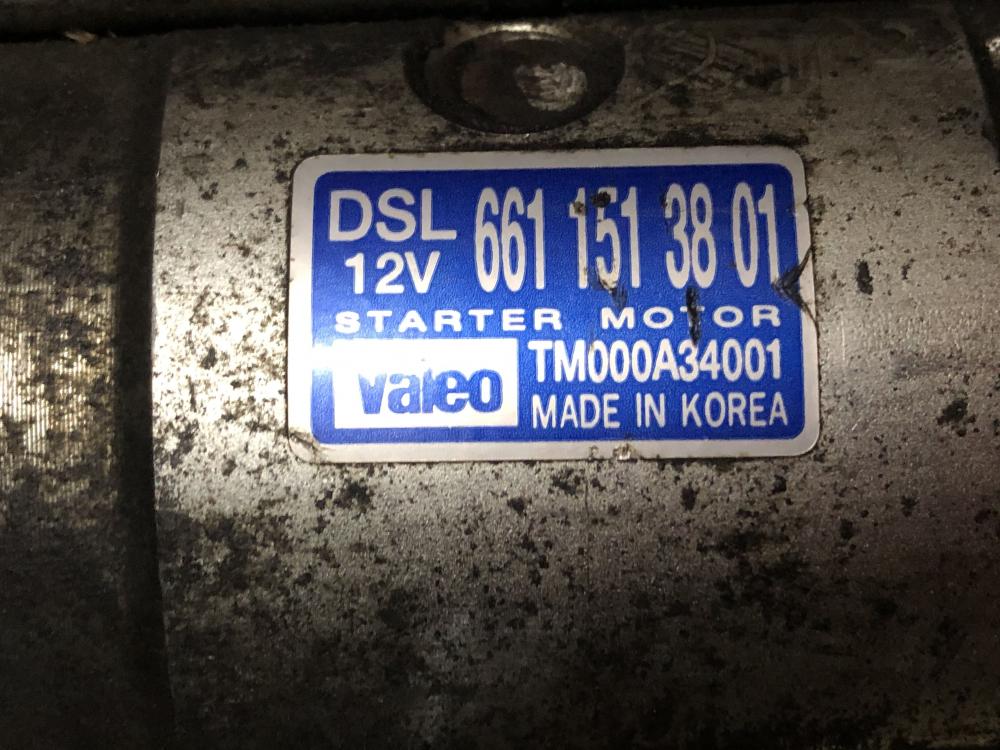 DSL 661 151 38 01
12V
STARTER MOTOR
Valeo TM000A34001
MADE IN KOREA